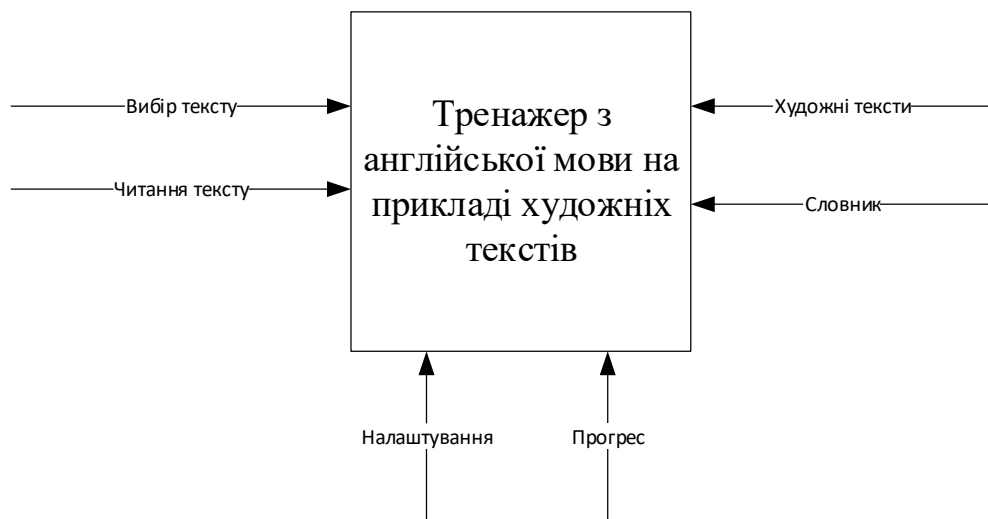 Вибір тексту
Читання тексту
Тренажер з
англійської мови на
прикладі художніх
текстів
Художні тексти
Словник
Налаштування
Прогрес